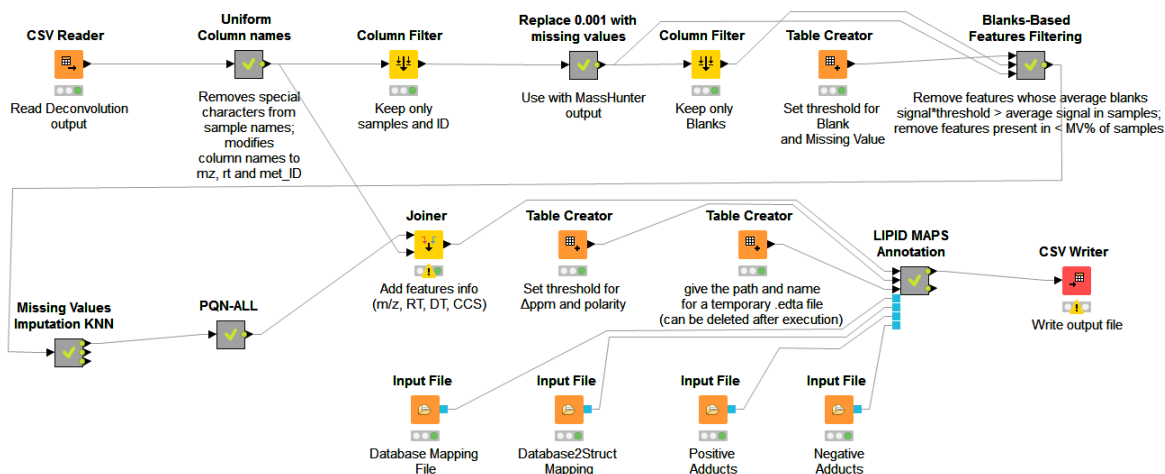 CSV Reader
Read Deconvolution
output
Uniform
Column names
Removes special
characters from
sample names;
modifies
column names to
mz, rt and met_ID
Column Filter
Keep only
samples and ID
Replace 0.001 with
missing values
Use with MassHunter
output
Column Filter
Keep only
Blanks
Table Creator
Set threshold for
Blank
and Missing Value
Blanks-Based
Features Filtering
Remove features whose average blanks
signal*threshold > average signal in samples;
remove features present in < MV% of samples
Missing Values
Imputation KNN
PQN-ALL
Joiner
Add features info
(m/z, RT, DT, CCS)
Table Creator
Set threshold for
Δppm and polarity
Table Creator
give the path and name
for a temporary .edta file
(can be deleted after execution)
LIPID MAPS
Annotation
CSV Writer
Write output file
Input File
Database Mapping
File
Input File
Database2Struct
Mapping
Input File
Positive
Adducts
Input File
Negative
Adducts